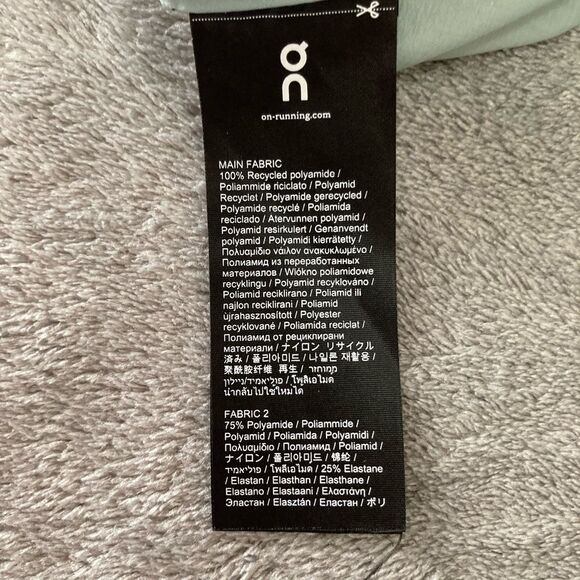 on
on-running.com
MAIN FABRIC
100% Recycled polyamide /
Poliammide riciclato / Polyamid
Recyclet / Polyamide gerecycled /
Polyamide recyclé / Poliamida
reciclado / Atervunnen polyamid /
Polyamid resirkulert / Genanvendt
polyamid / Polyamidi kierrätetty /
Πολυαμίδιο νάιλον ανακυκλωμένο /
Полиамид из переработанных
материалов / Wiókno poliamidowe
recyklingu / Polyamid recyklováno /
Poliamid reciklirano / Poliamid ili
najlon reciklirani / Poliamid
ùjrahasznosított / Polyester
recyklované / Poliamida reciclat /
Полиамид от рециклирани
материали / ナイロン リサイクル
済み / 폴리아미드 / 나일론 재활용 /
聚酰胺纤维 再生 / ממוחזר
פוליאמיד/ניילון / โพลีเอไมด
นำกลับไปใช้ใหม่ได้
FABRIC 2
75% Polyamide / Poliammide /
Polyamid / Poliamida / Polyamidi /
Πολυαμίδιο / Полиамид / Poliamid /
ナイロン / 폴리아미드 / 锦纶 /
פוליאמיד / โพลีเอไมด / 25% Elastane
/ Elastan / Elasthan / Elasthane /
Elastano / Elastaani / Ελαστάνη /
Эластан / Elasztán / Еластан / ポリ